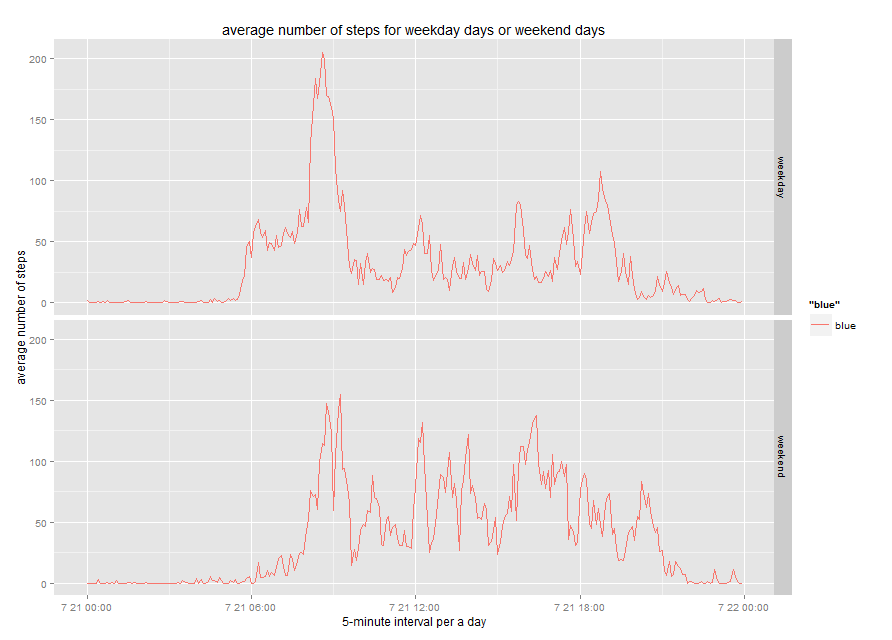 average number of steps for weekday days or weekend days
average number of steps
200
150
100
50
0
weekday
200
150
100
50
0
weekend
7 21 00:00
7 21 06:00
7 21 12:00
7 21 18:00
7 22 00:00
5-minute interval per a day
"blue"
blue